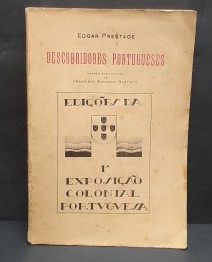 EDGAR PRESTAGE
DESCOBRIDORES PORTUGUESES
EDIÇÕES DA
1ª
EXPOSIÇÃO
COLONIAL
PORTUGUESA